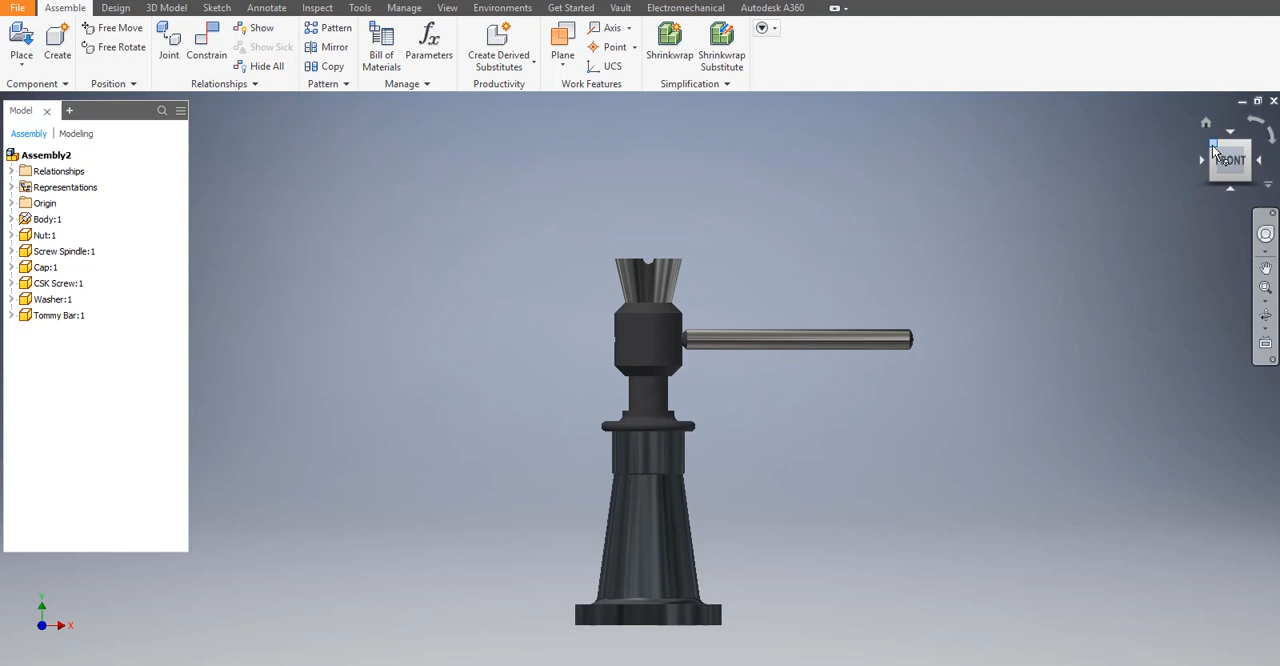 File Assemble Design 3D Model Sketch Annotate Inspect Tools Manage View Environments Get Started Vault Electromechanical Autodesk A360
Place Create Free Move Free Rotate
Joint Constrain Show Show Sick Hide All
Pattern Mirror Copy
Bill of Materials Parameters
Create Derived Substitutes
Plane Axis Point UCS
Shrinkwrap Shrinkwrap Substitute
Component Position Relationships Pattern Manage Productivity Work Features Simplification
Model
Assembly Modeling
Assembly2
Relationships
Representations
Origin
Body:1
Nut:1
Screw Spindle:1
Cap:1
CSK Screw:1
Washer:1
Tommy Bar:1
FRONT
Y
X